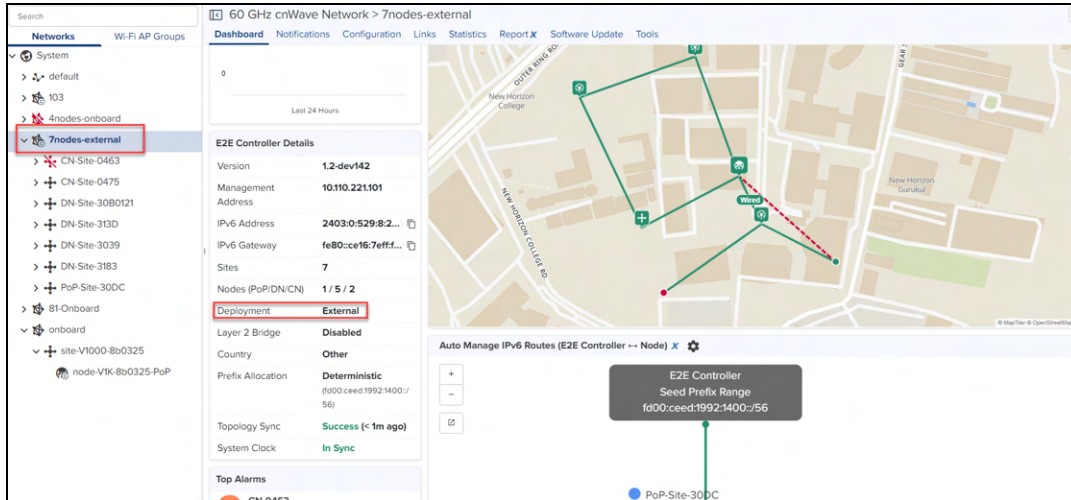 Search
Networks
Wi-Fi AP Groups
System
default
103
4nodes-onboard
7nodes-external
CN-Site-0463
CN-Site-0475
DN-Site-30B0121
DN-Site-313D
DN-Site-3039
DN-Site-3183
PoP-Site-30DC
81-Onboard
onboard
site-V1000-8b0325
node-V1K-8b0325-PoP
60 GHz cnWave Network > 7nodes-external
Dashboard Notifications Configuration Links Statistics Report X Software Update Tools
0
Last 24 Hours
E2E Controller Details
Version 1.2-dev142
Management Address 10.110.221.101
IPv6 Address 2403:0:529:8:2...
IPv6 Gateway fe80::ce16:7eff:f...
Sites 7
Nodes (PoP/DN/CN) 1 / 5 / 2
Deployment External
Layer 2 Bridge Disabled
Country Other
Prefix Allocation Deterministic
(fd00:ceed:1992:1400::/
56)
Topology Sync Success (< 1m ago)
System Clock In Sync
Top Alarms
CN-0463
OUTER RING RO
GEAR S
New Horizon
College
NEW HORIZON COLLEGE RD.
Wired
New Horizon
Gurukul
© MapTiler © OpenStreetMap
Auto Manage IPv6 Routes (E2E Controller ↔ Node) X
+
−
E2E Controller
Seed Prefix Range
fd00:ceed:1992:1400::/56
PoP-Site-30DC